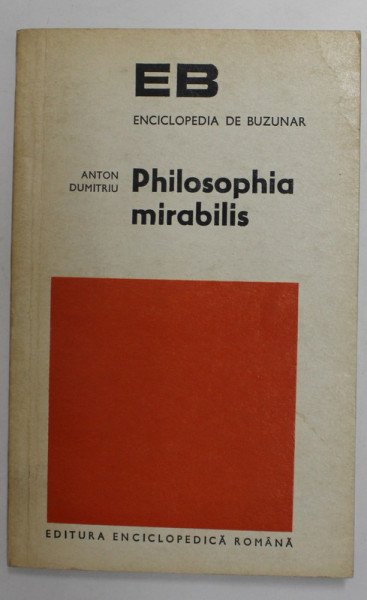 EB
ENCICLOPEDIA DE BUZUNAR
ANTON
DUMITRIU
Philosophia
mirabilis
EDITURA ENCICLOPEDICĂ ROMÂNĂ